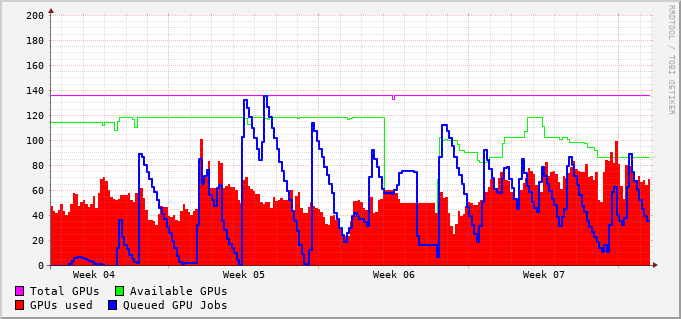 200
180
160
140
120
100
80
60
40
20
0
Week 04 Week 05 Week 06 Week 07
Total GPUs Available GPUs
GPUs used Queued GPU Jobs
RRDTOOL / TOBI OETIKER